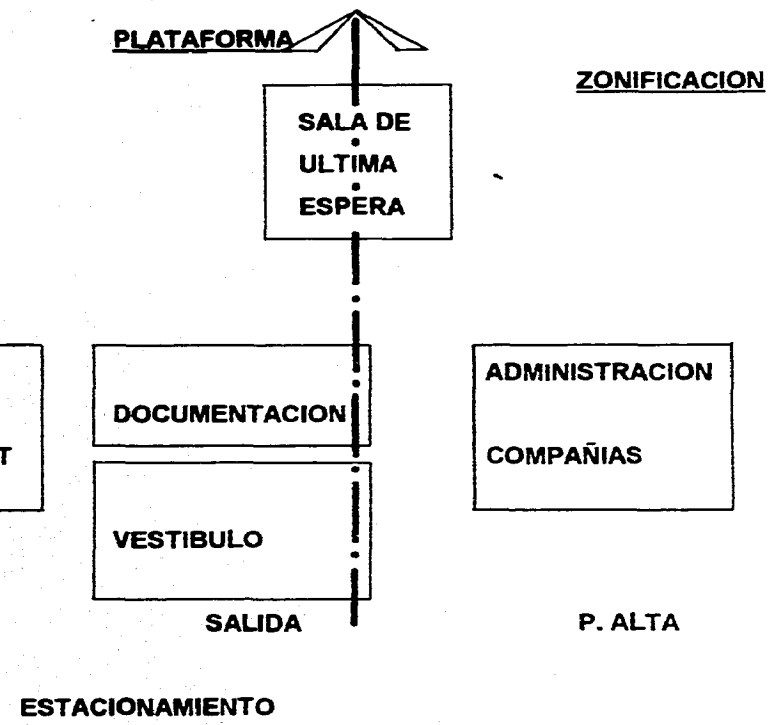 PLATAFORMA
ZONIFICACION
SALA DE
ULTIMA
ESPERA
ADMINISTRACION
DOCUMENTACION
T
COMPAÑIAS
VESTIBULO
SALIDA
P. ALTA
ESTACIONAMIENTO